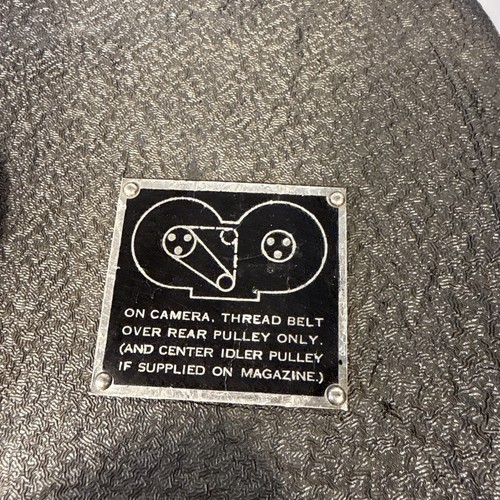 ON CAMERA, THREAD BELT
OVER REAR PULLEY ONLY.
(AND CENTER IDLER PULLEY
IF SUPPLIED ON MAGAZINE.)